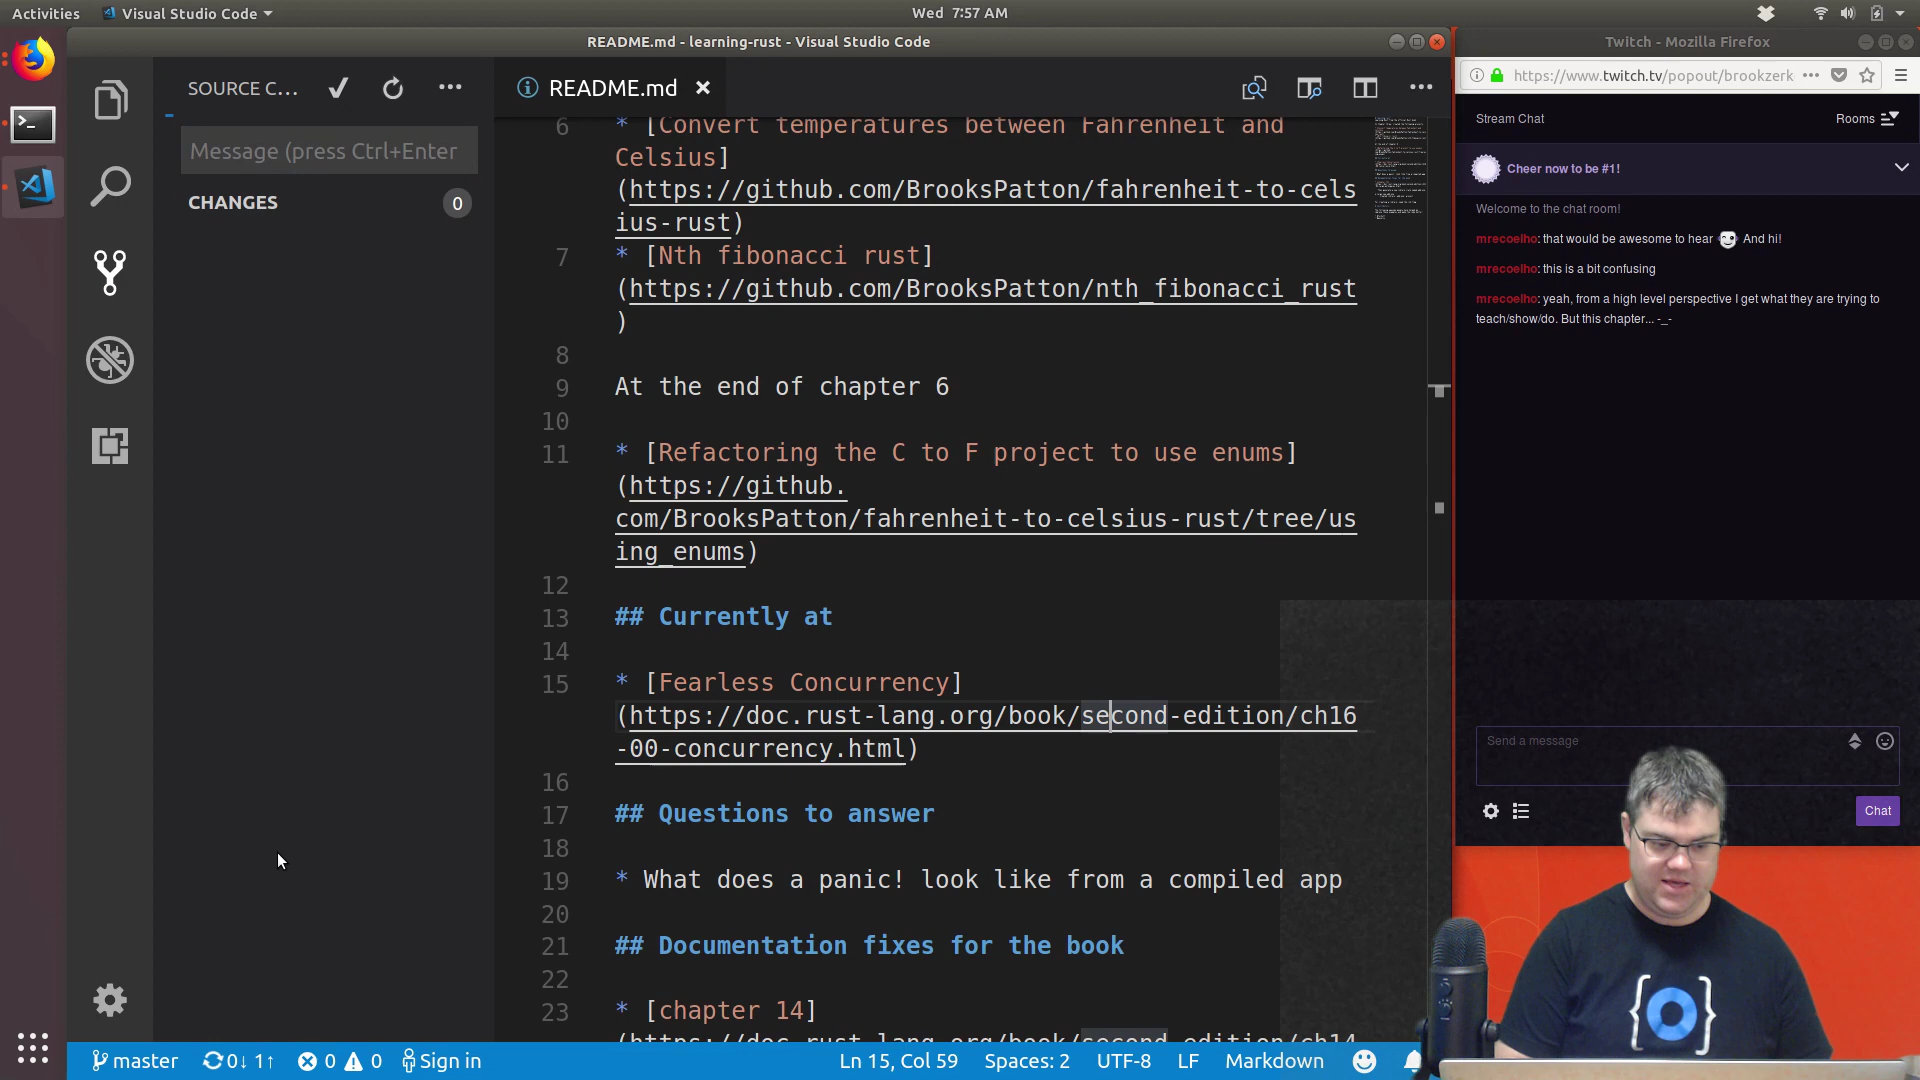 Activities
Visual Studio Code
Wed 7:57 AM
README.md - learning-rust - Visual Studio Code
SOURCE C...
Message (press Ctrl+Enter
CHANGES
0
README.md
6 * [Convert temperatures between Fahrenheit and
Celsius]
(https://github.com/BrooksPatton/fahrenheit-to-cels
ius-rust)
7 * [Nth fibonacci rust]
(https://github.com/BrooksPatton/nth_fibonacci_rust
)
8
9 At the end of chapter 6
10
11 * [Refactoring the C to F project to use enums]
(https://github.
com/BrooksPatton/fahrenheit-to-celsius-rust/tree/us
ing_enums)
12
13 ## Currently at
14
15 * [Fearless Concurrency]
(https://doc.rust-lang.org/book/second-edition/ch16
-00-concurrency.html)
16
17 ## Questions to answer
18
19 * What does a panic! look like from a compiled app
20
21 ## Documentation fixes for the book
22
23 * [chapter 14]
(https://doc.rust-lang.org/book/second-edition/ch14
master
0↓ 1↑
0
0
Sign in
Ln 15, Col 59
Spaces: 2
UTF-8
LF
Markdown
Twitch - Mozilla Firefox
https://www.twitch.tv/popout/brookzerk
Stream Chat
Rooms
Cheer now to be #1!
Welcome to the chat room!
mrecoelho: that would be awesome to hear And hi!
mrecoelho: this is a bit confusing
mrecoelho: yeah, from a high level perspective I get what they are trying to
teach/show/do. But this chapter... -_-
Send a message
Chat